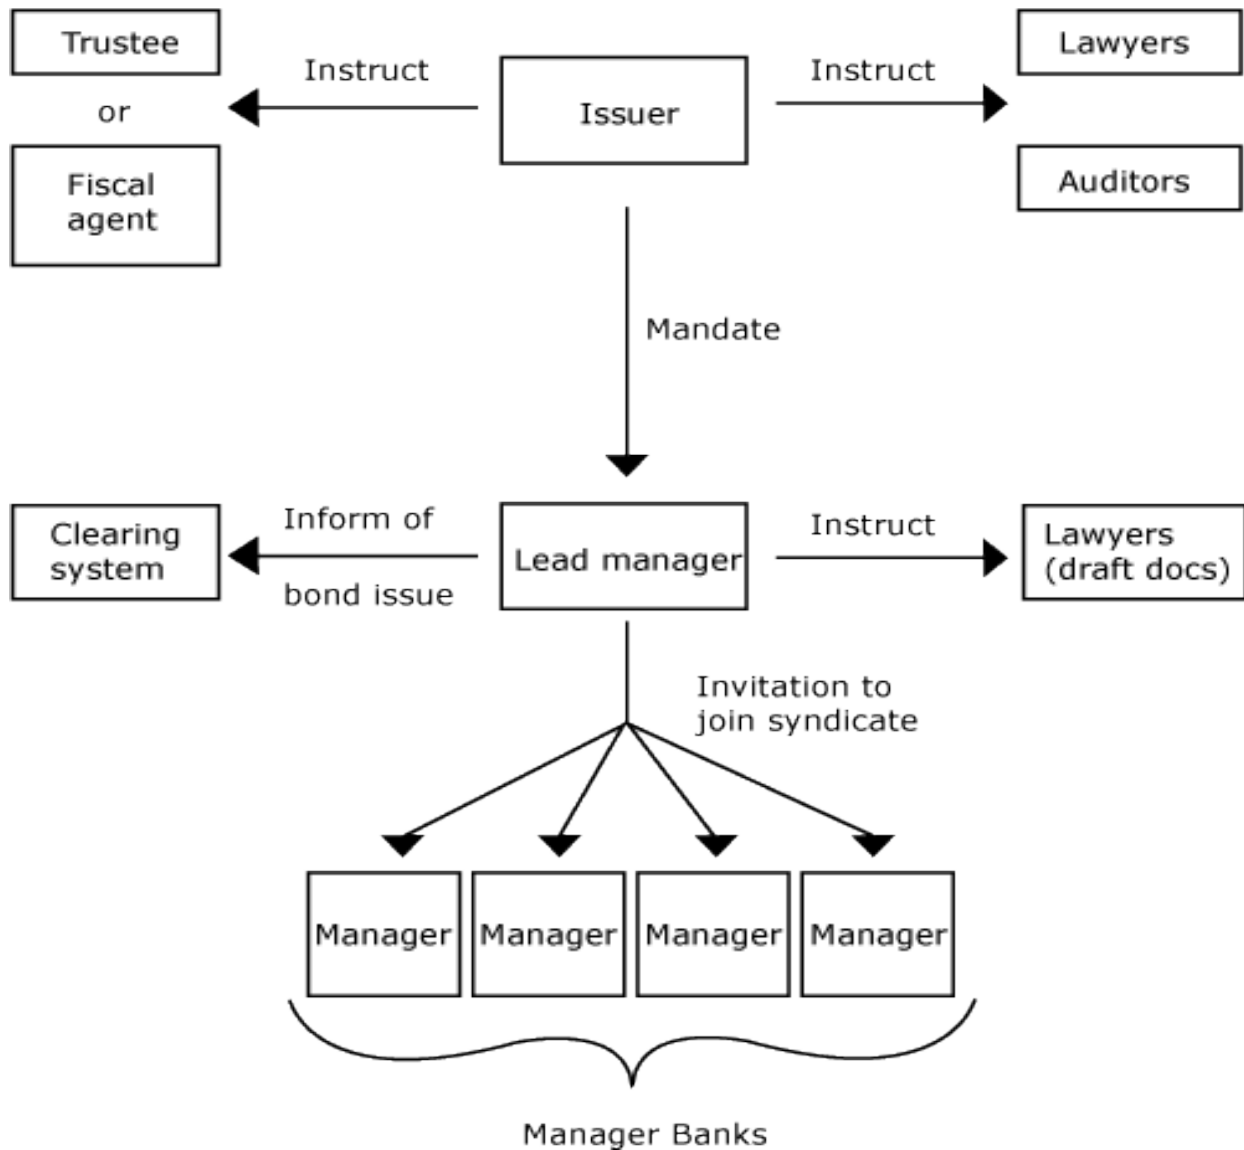 Trustee
Instruct
Issuer
Instruct
Lawyers
or
Fiscal
agent
Auditors
Mandate
Clearing
system
Inform of
bond issue
Lead manager
Instruct
Lawyers
(draft docs)
Invitation to
join syndicate
Manager
Manager
Manager
Manager
Manager Banks